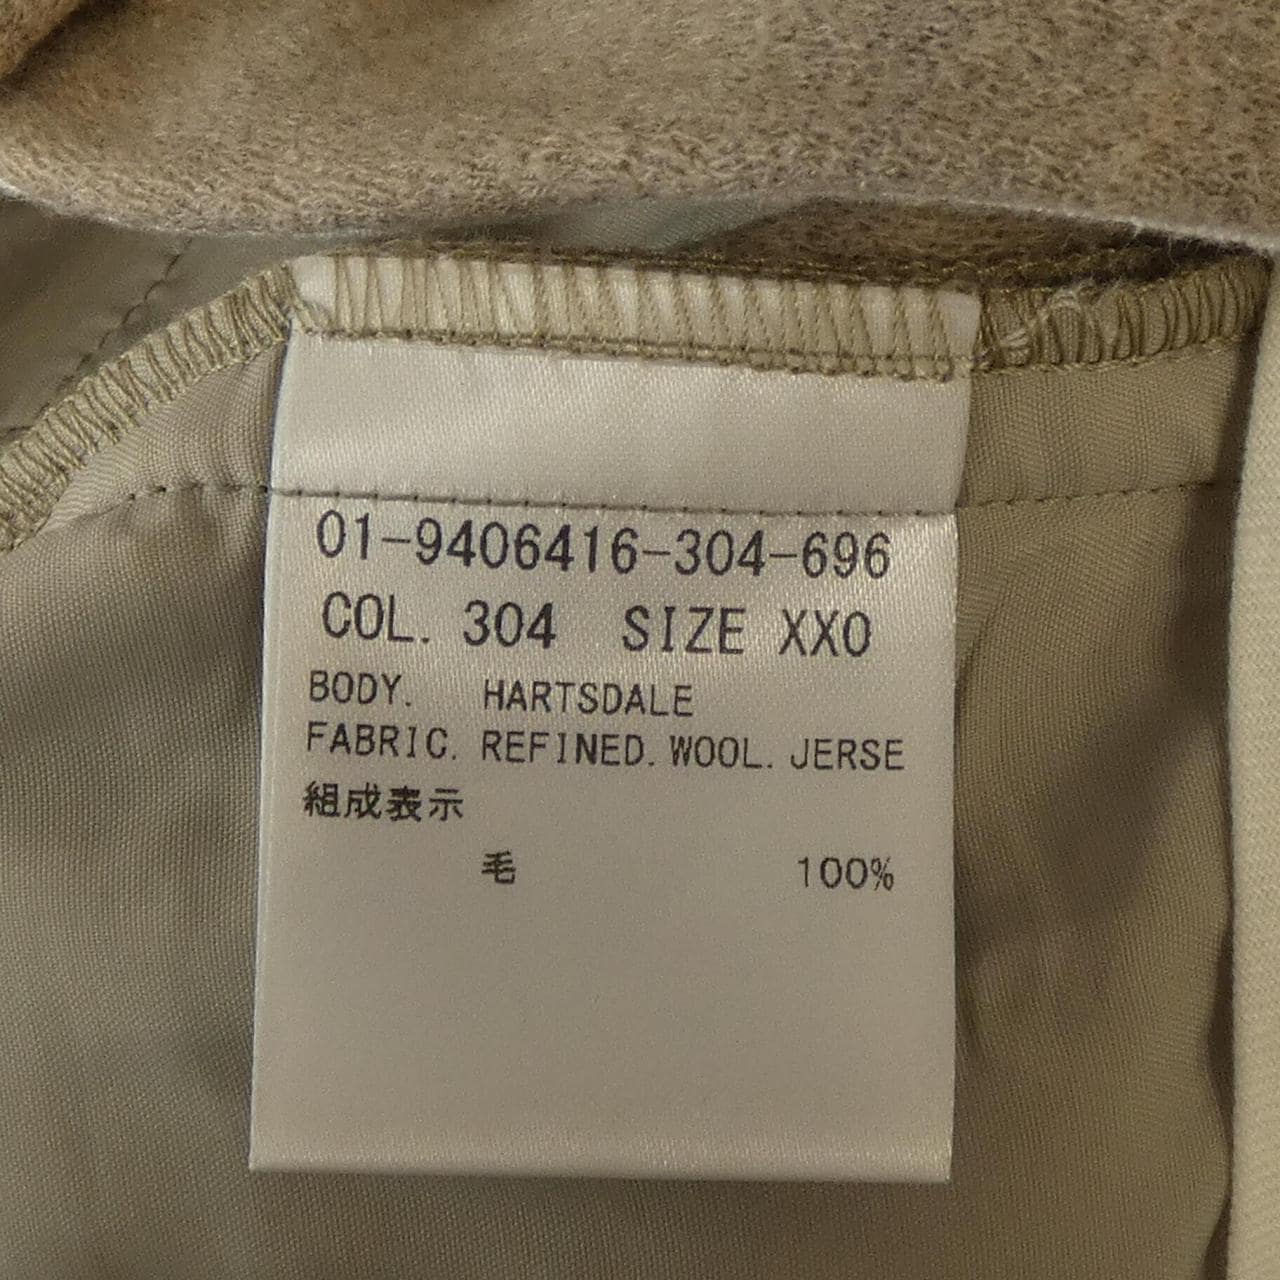 01-9406416-304-696
COL. 304 SIZE XXO
BODY. HARTSDALE
FABRIC. REFINED. WOOL. JERSE
組成表示
毛 100%